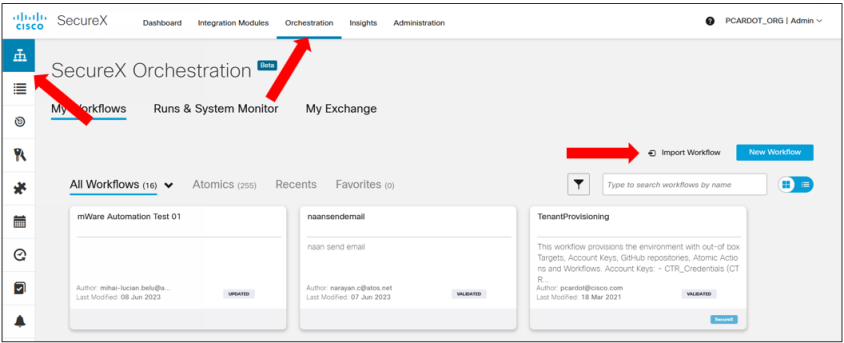 cisco SecureX Dashboard Integration Modules Orchestration Insights Administration ? PCARDOT_ORG | Admin
SecureX Orchestration Beta
My Workflows Runs & System Monitor My Exchange
Import Workflow New Workflow
All Workflows (16) Atomics (255) Recents Favorites (0) Type to search workflows by name
mWare Automation Test 01
Author: mihai-lucian.belu@a...
Last Modified: 08 Jun 2023
UPDATED
naansendemail
naan send email
Author: narayan.c@atos.net
Last Modified: 07 Jun 2023
VALIDATED
TenantProvisioning
This workflow provisions the environment with out-of box
Targets, Account Keys, GitHub repositories, Atomic Actio
ns and Workflows. Account Keys: - CTR_Credentials (CT
R...
Author: pcardot@cisco.com
Last Modified: 18 Mar 2021
VALIDATED
SecureX